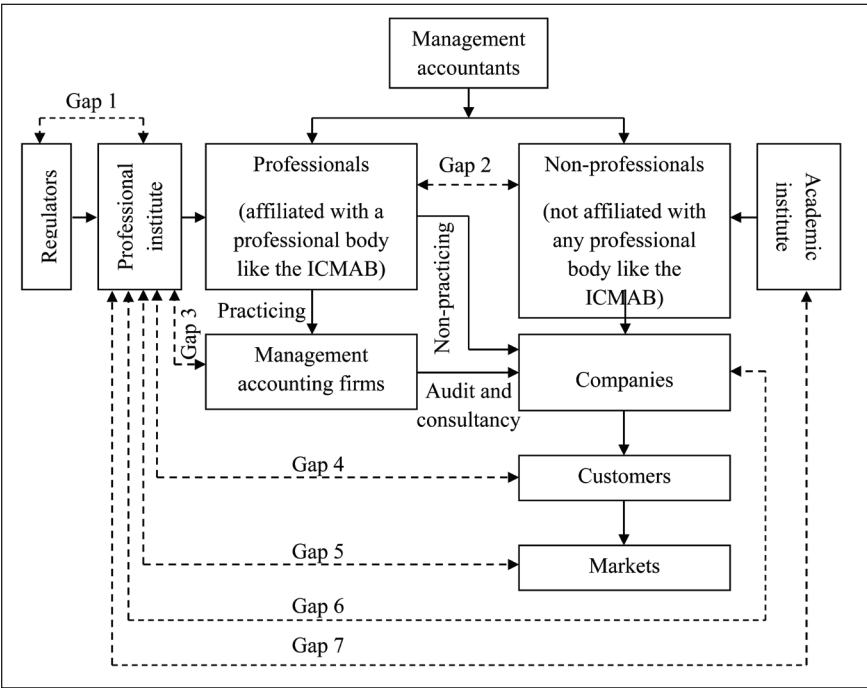 Management
accountants
Gap 1
Regulators
Professional
institute
Professionals
(affiliated with a
professional body
like the ICMAB)
Gap 2
Non-professionals
(not affiliated with
any professional
body like the
ICMAB)
Academic
institute
Practicing
Non-practicing
Gap 3
Management
accounting firms
Audit and
consultancy
Companies
Gap 4
Customers
Gap 5
Markets
Gap 6
Gap 7